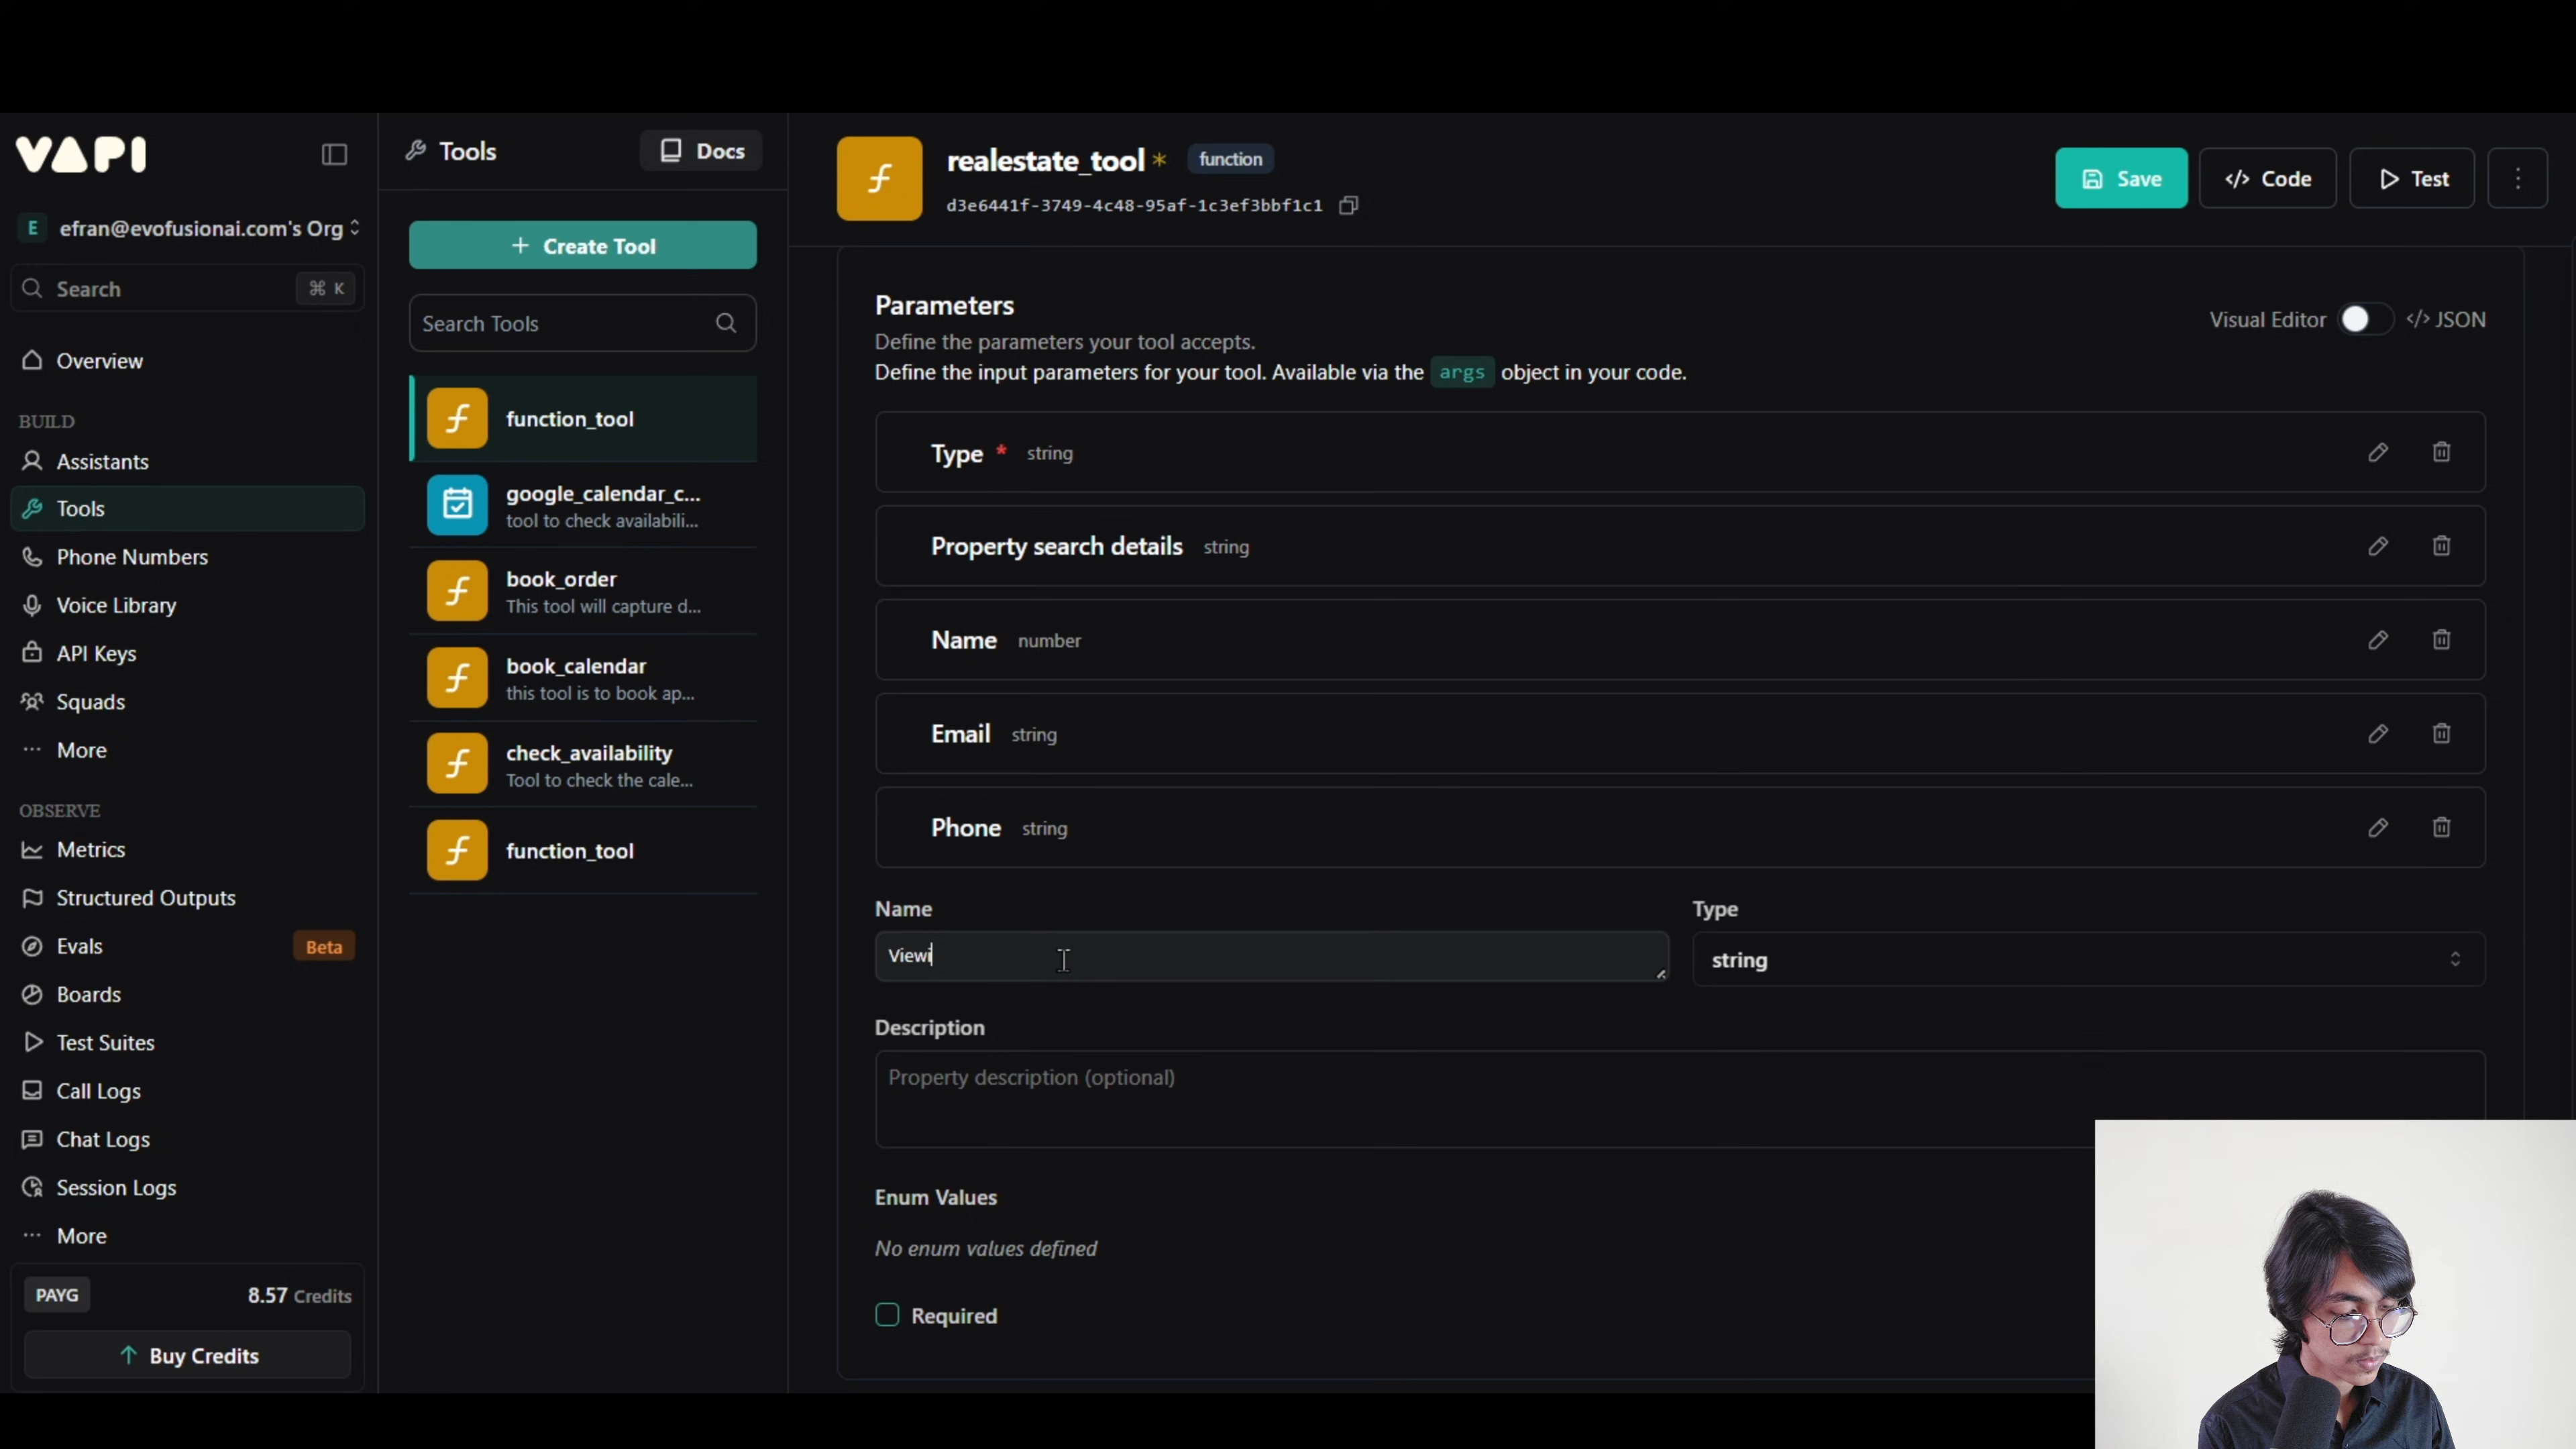 VAPI
E efran@evofusionai.com's Org
Search ⌘ K
Overview
BUILD
Assistants
Tools
Phone Numbers
Voice Library
API Keys
Squads
More
OBSERVE
Metrics
Structured Outputs
Evals Beta
Boards
Test Suites
Call Logs
Chat Logs
Session Logs
More
PAYG 8.57 Credits
Buy Credits
Tools Docs
Create Tool
Search Tools
function_tool
google_calendar_c...
tool to check availabili...
book_order
This tool will capture d...
book_calendar
this tool is to book ap...
check_availability
Tool to check the cale...
function_tool
realestate_tool * function
d3e6441f-3749-4c48-95af-1c3ef3bbf1c1
Save </> Code Test
Parameters
Visual Editor </> JSON
Define the parameters your tool accepts.
Define the input parameters for your tool. Available via the args object in your code.
Type * string
Property search details string
Name number
Email string
Phone string
Name Type
Viewi string
Description
Property description (optional)
Enum Values
No enum values defined
Required